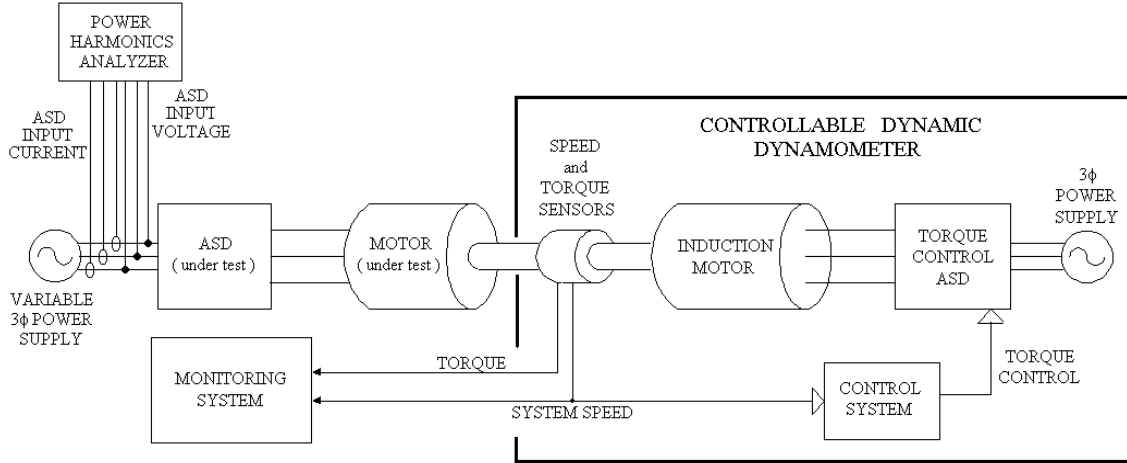 POWER
HARMONICS
ANALYZER
ASD
INPUT
CURRENT
ASD
INPUT
VOLTAGE
CONTROLLABLE DYNAMIC
DYNAMOMETER
SPEED
and
TORQUE
SENSORS
3ϕ
POWER
SUPPLY
ASD
( under test )
MOTOR
( under test )
INDUCTION
MOTOR
TORQUE
CONTROL
ASD
VARIABLE
3ϕ POWER
SUPPLY
MONITORING
SYSTEM
TORQUE
SYSTEM SPEED
CONTROL
SYSTEM
TORQUE
CONTROL